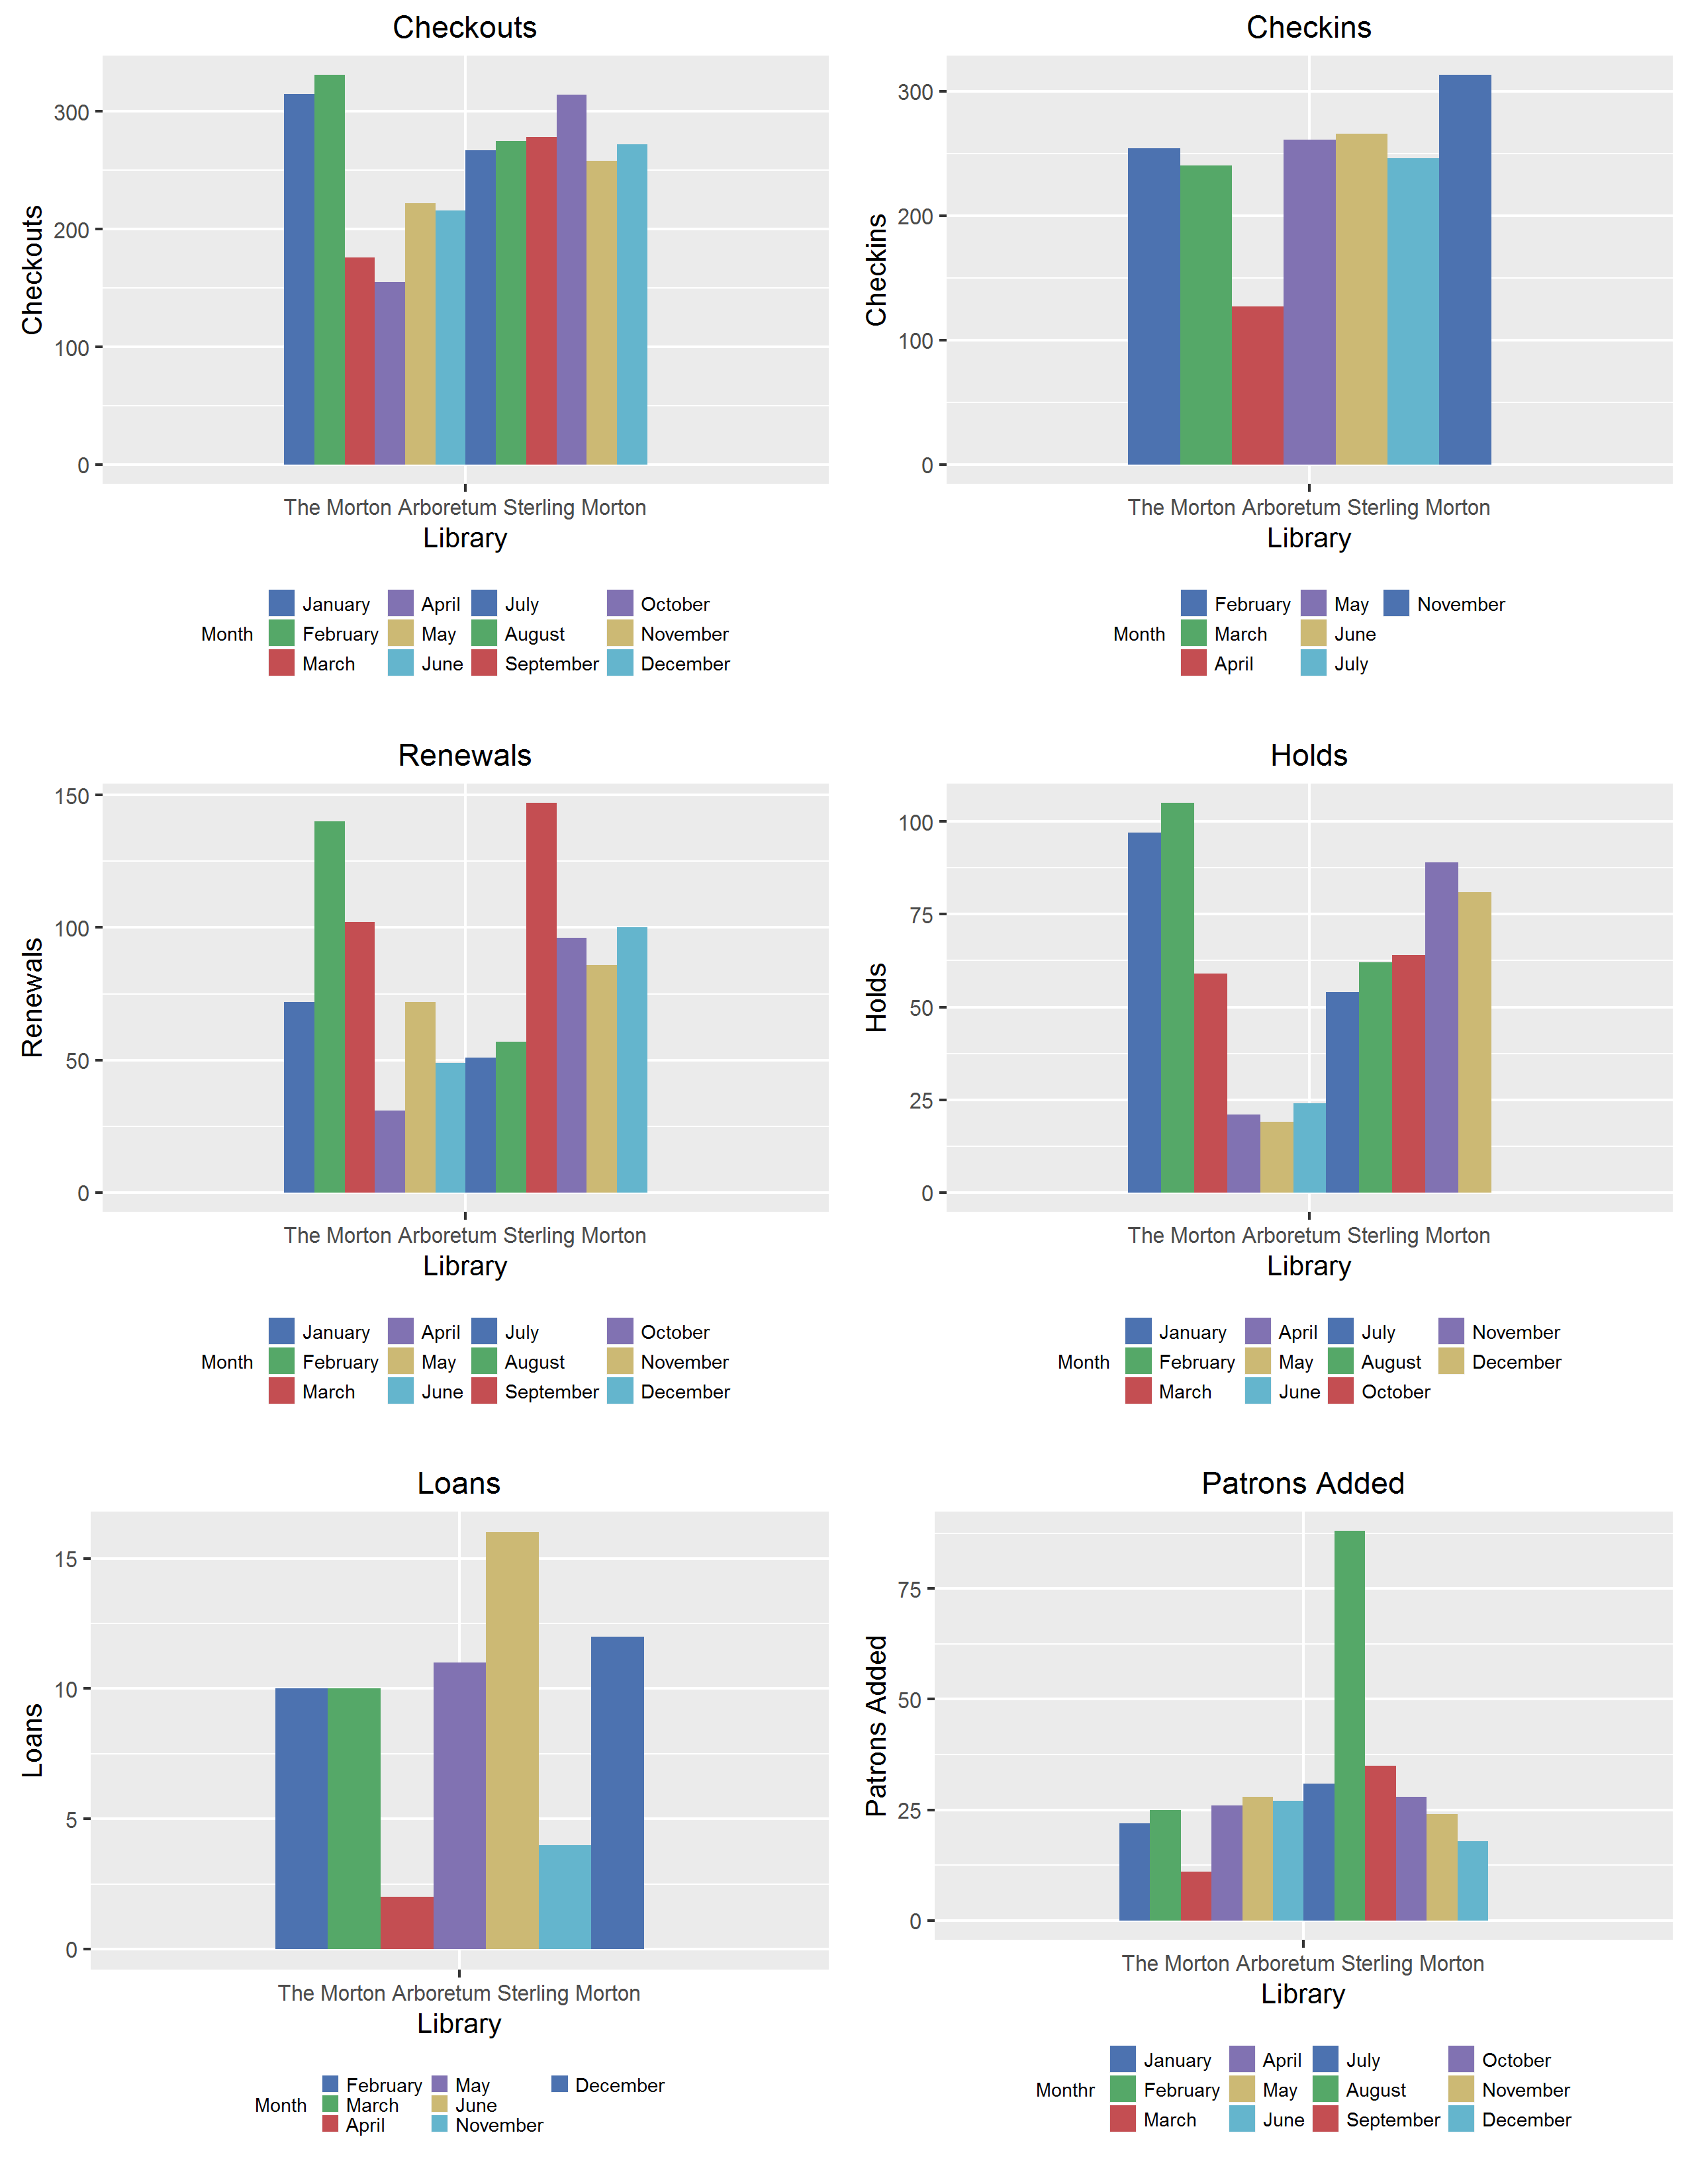 Checkouts
Checkouts
300
200
100
0
The Morton Arboretum Sterling Morton
Library
Month
January
February
March
April
May
June
July
August
September
October
November
December
Checkins
Checkins
300
200
100
0
The Morton Arboretum Sterling Morton
Library
Month
February
March
April
May
June
July
November
Renewals
Renewals
150
100
50
0
The Morton Arboretum Sterling Morton
Library
Month
January
February
March
April
May
June
July
August
September
October
November
December
Holds
Holds
100
75
50
25
0
The Morton Arboretum Sterling Morton
Library
Month
January
February
March
April
May
June
July
August
October
November
December
Loans
Loans
15
10
5
0
The Morton Arboretum Sterling Morton
Library
Month
February
March
April
May
June
November
December
Patrons Added
Patrons Added
75
50
25
0
The Morton Arboretum Sterling Morton
Library
Monthr
January
February
March
April
May
June
July
August
September
October
November
December